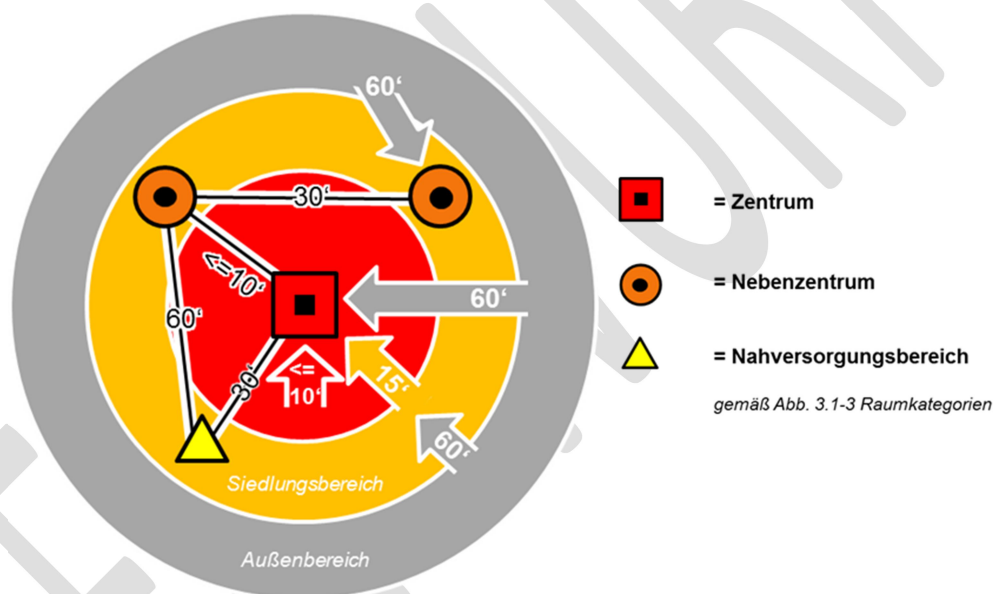 60‘
30‘
<=10‘
60‘
60‘
30‘
<=
10‘
15‘
60‘
Siedlungsbereich
Außenbereich
= Zentrum
= Nebenzentrum
= Nahversorgungsbereich
gemäß Abb. 3.1-3 Raumkategorien